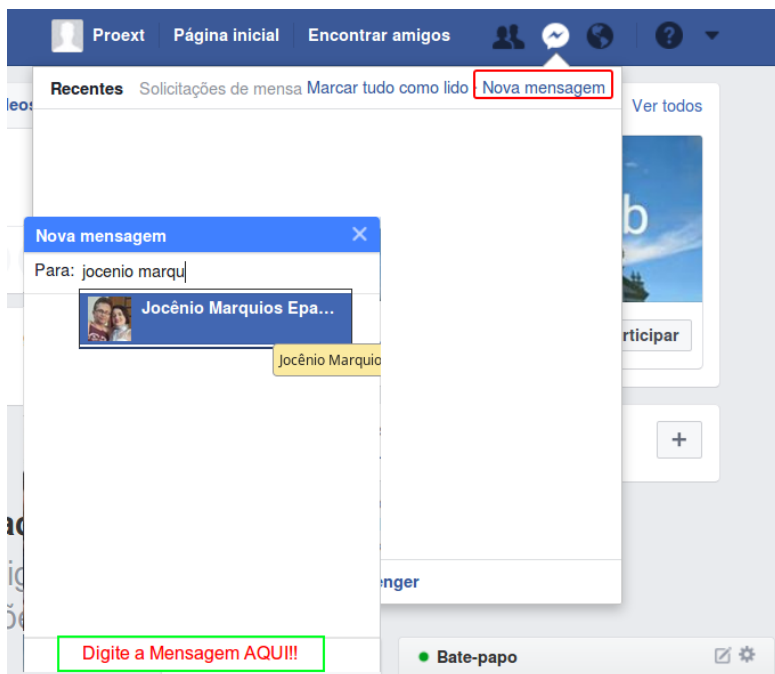 Proext Página inicial Encontrar amigos
Recentes Solicitações de mensa Marcar tudo como lido · Nova mensagem
Ver todos
b
Nova mensagem
Para: jocenio marqu
Jocênio Marquios Epa...
Jocênio Marquio
rticipar
+
enger
Digite a Mensagem AQUI!!
Bate-papo